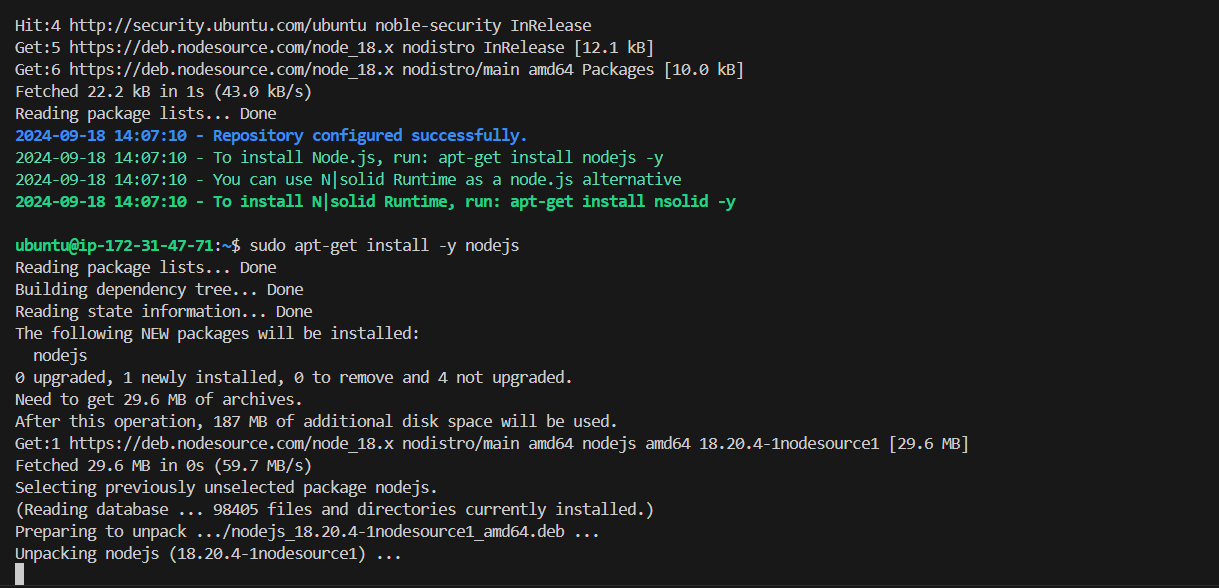 Hit:4 http://security.ubuntu.com/ubuntu noble-security InRelease
Get:5 https://deb.nodesource.com/node_18.x nodistro InRelease [12.1 kB]
Get:6 https://deb.nodesource.com/node_18.x nodistro/main amd64 Packages [10.0 kB]
Fetched 22.2 kB in 1s (43.0 kB/s)
Reading package lists... Done
2024-09-18 14:07:10 - Repository configured successfully.
2024-09-18 14:07:10 - To install Node.js, run: apt-get install nodejs -y
2024-09-18 14:07:10 - You can use N|solid Runtime as a node.js alternative
2024-09-18 14:07:10 - To install N|solid Runtime, run: apt-get install nsolid -y
ubuntu@ip-172-31-47-71:~$ sudo apt-get install -y nodejs
Reading package lists... Done
Building dependency tree... Done
Reading state information... Done
The following NEW packages will be installed:
  nodejs
0 upgraded, 1 newly installed, 0 to remove and 4 not upgraded.
Need to get 29.6 MB of archives.
After this operation, 187 MB of additional disk space will be used.
Get:1 https://deb.nodesource.com/node_18.x nodistro/main amd64 nodejs amd64 18.20.4-1nodesource1 [29.6 MB]
Fetched 29.6 MB in 0s (59.7 MB/s)
Selecting previously unselected package nodejs.
(Reading database ... 98405 files and directories currently installed.)
Preparing to unpack .../nodejs_18.20.4-1nodesource1_amd64.deb ...
Unpacking nodejs (18.20.4-1nodesource1) ...